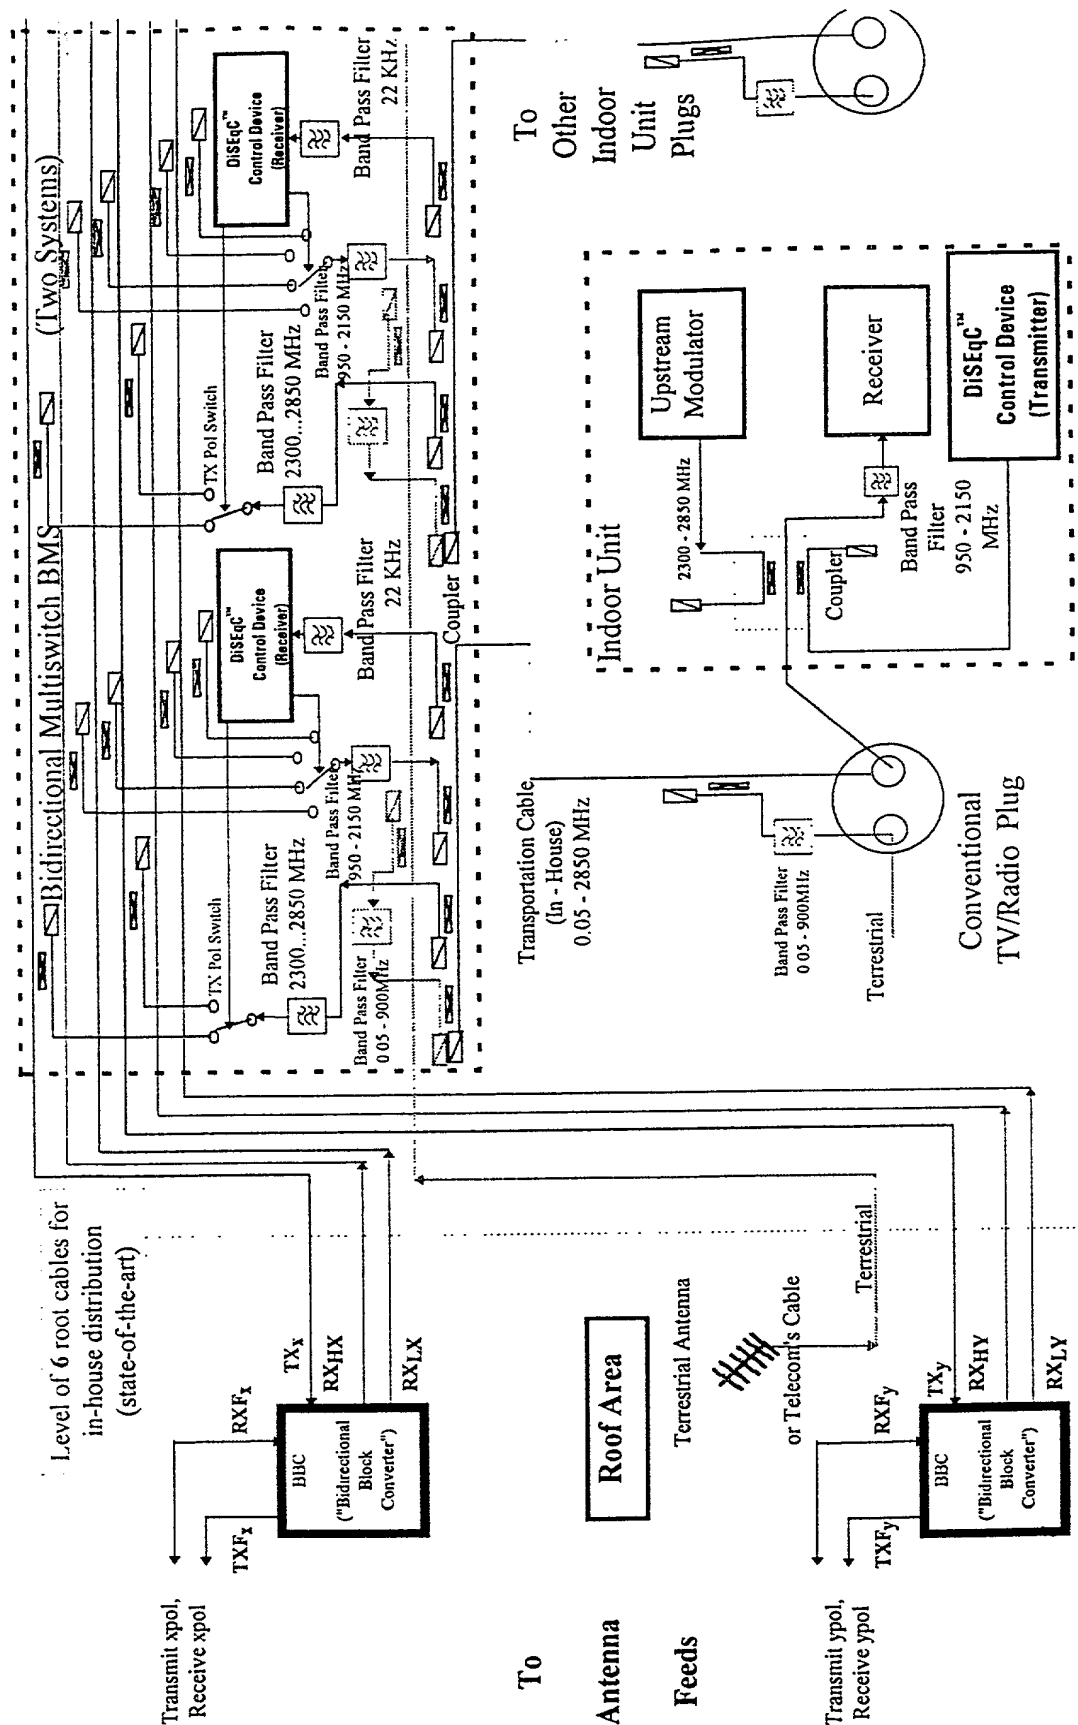 Transmit xpol,
Receive xpol
To
Antenna
Feeds
Transmit ypol,
Receive ypol
TXFx
RXFx
BBC
("Bidirectional
Block
Converter")
TXx
RXHX
RXLX
Level of 6 root cables for
in-house distribution
(state-of-the-art)
Roof Area
Terrestrial Antenna
or Telecom's Cable
Terrestrial
TXFy
RXFy
BBC
("Bidirectional
Block
Converter")
TXy
RXHY
RXLY
Bidirectional Multiswitch BMS
(Two Systems)
TX Pol Switch
Band Pass Filter
2300...2850 MHz
Band Pass Filter
0.05 - 900MHz
Band Pass Filter
950 - 2150 MHz
DiSEqC™
Control Device
(Receiver)
Band Pass Filter
22 KHz
Coupler
TX Pol Switch
Band Pass Filter
2300...2850 MHz
Band Pass Filter
950 - 2150 MHz
DiSEqC™
Control Device
(Receiver)
Band Pass Filter
22 KHz
Transportation Cable
(In - House)
0.05 - 2850 MHz
Band Pass Filter
0 05 - 900MHz
Terrestrial
Conventional
TV/Radio Plug
To
Other
Indoor
Unit
Plugs
Indoor Unit
2300 - 2850 MHz
Upstream
Modulator
Coupler
Receiver
Band Pass
Filter
950 - 2150
MHz
DiSEqC™
Control Device
(Transmitter)